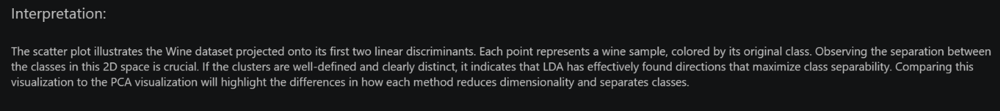 Interpretation:
The scatter plot illustrates the Wine dataset projected onto its first two linear discriminants. Each point represents a wine sample, colored by its original class. Observing the separation between
the classes in this 2D space is crucial. If the clusters are well-defined and clearly distinct, it indicates that LDA has effectively found directions that maximize class separability. Comparing this
visualization to the PCA visualization will highlight the differences in how each method reduces dimensionality and separates classes.